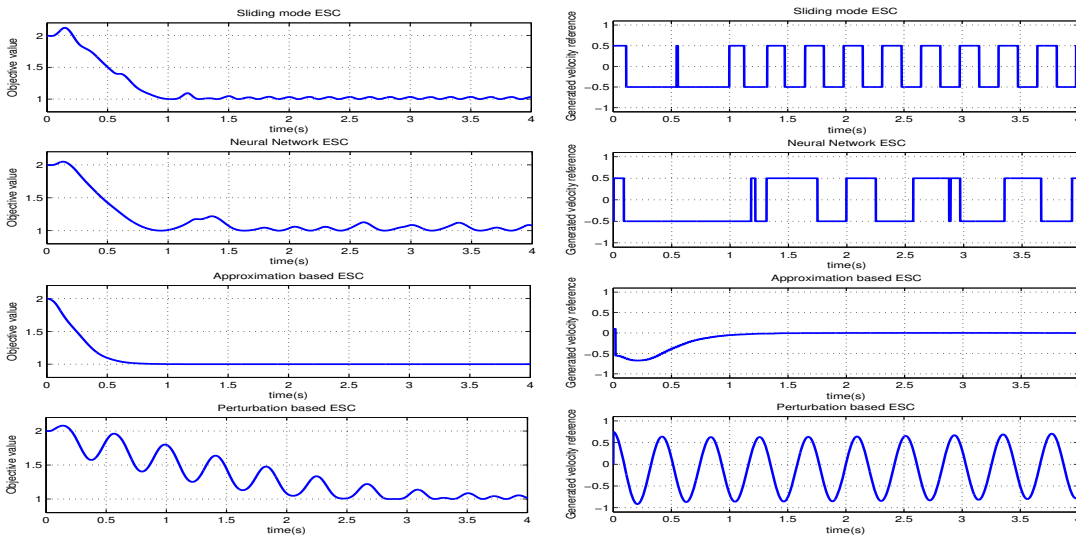 Sliding mode ESC
Objective value
2
1.5
1
0 0.5 1 1.5 2 2.5 3 3.5 4
time(s)
Neural Network ESC
Objective value
2
1.5
1
0 0.5 1 1.5 2 2.5 3 3.5 4
time(s)
Approximation based ESC
Objective value
2
1.5
1
0 0.5 1 1.5 2 2.5 3 3.5 4
time(s)
Perturbation based ESC
Objective value
2
1.5
1
0 0.5 1 1.5 2 2.5 3 3.5 4
time(s)
Sliding mode ESC
Generated velocity reference
1
0.5
0
−0.5
−1
0 0.5 1 1.5 2 2.5 3 3.5 4
time(s)
Neural Network ESC
Generated velocity reference
1
0.5
0
−0.5
−1
0 0.5 1 1.5 2 2.5 3 3.5 4
time(s)
Approximation based ESC
Generated velocity reference
1
0.5
0
−0.5
−1
0 0.5 1 1.5 2 2.5 3 3.5 4
time(s)
Perturbation based ESC
Generated velocity reference
1
0.5
0
−0.5
−1
0 0.5 1 1.5 2 2.5 3 3.5 4
time(s)